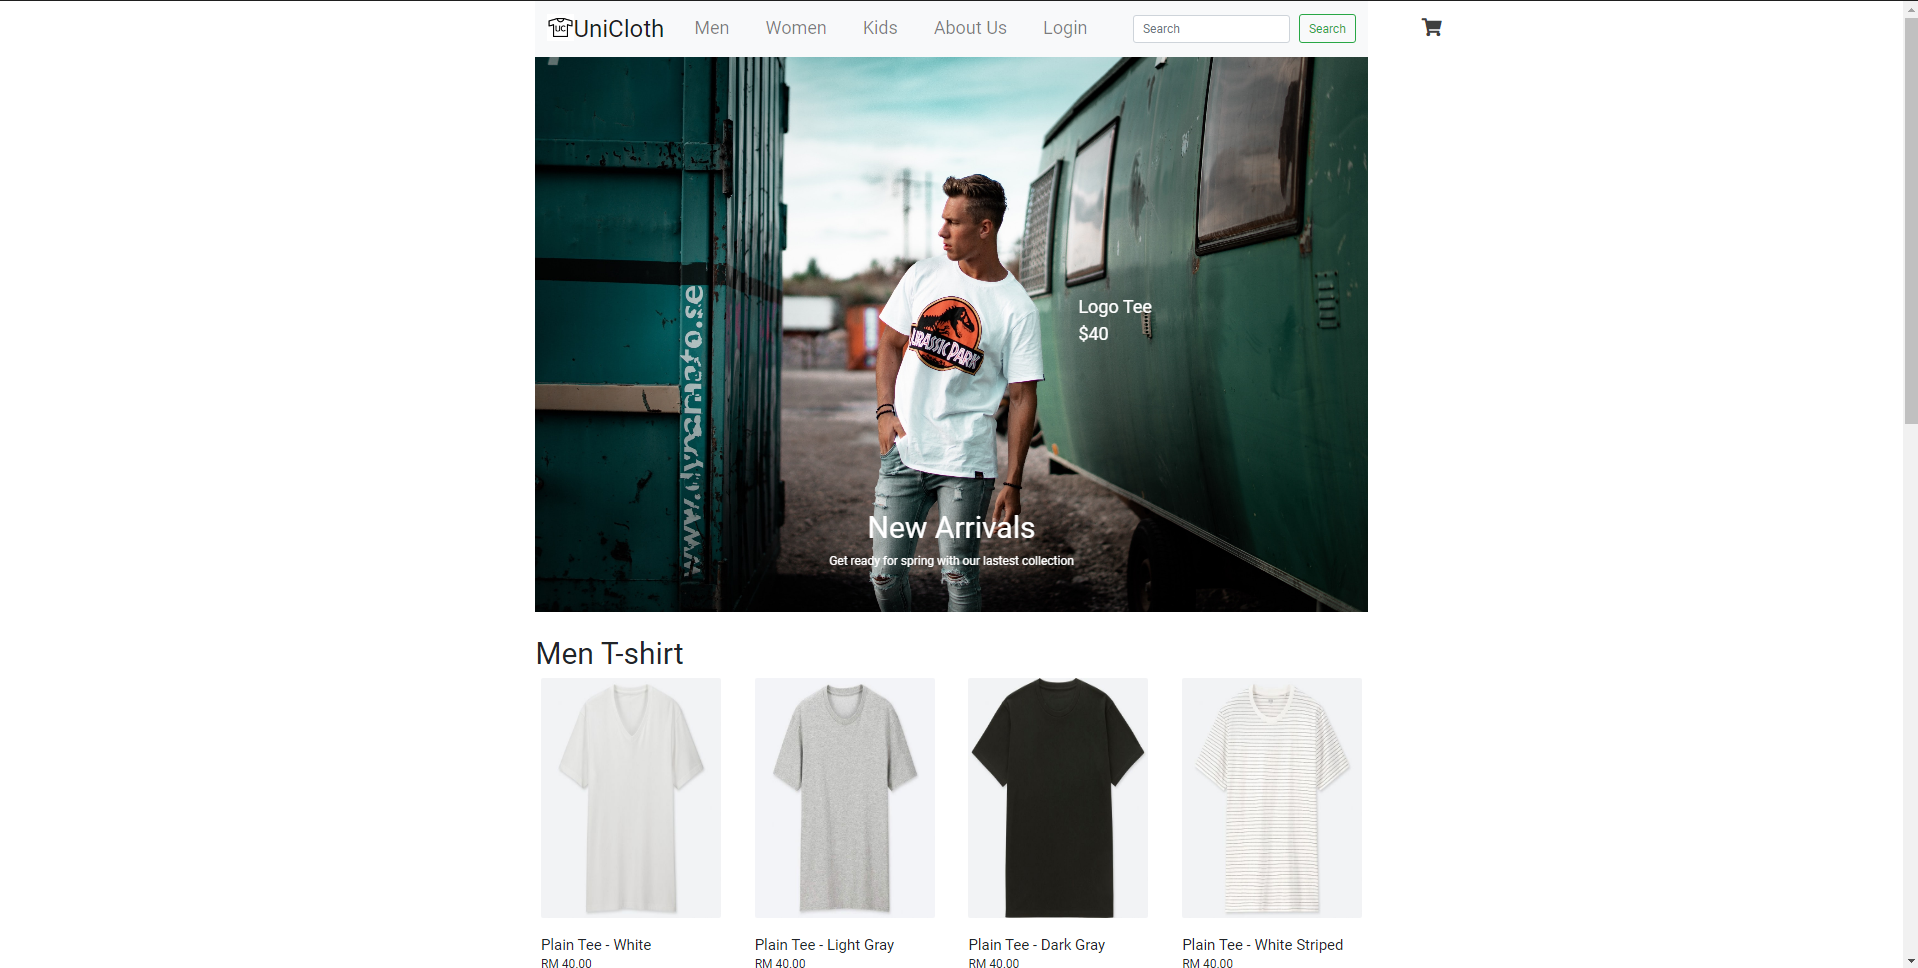 UC UniCloth Men Women Kids About Us Login Search Search
www.dynamoto.se
JURASSIC PARK
Logo Tee
$40
New Arrivals
Get ready for spring with our lastest collection
Men T-shirt
Plain Tee - White
RM 40.00
Plain Tee - Light Gray
RM 40.00
Plain Tee - Dark Gray
RM 40.00
Plain Tee - White Striped
RM 40.00